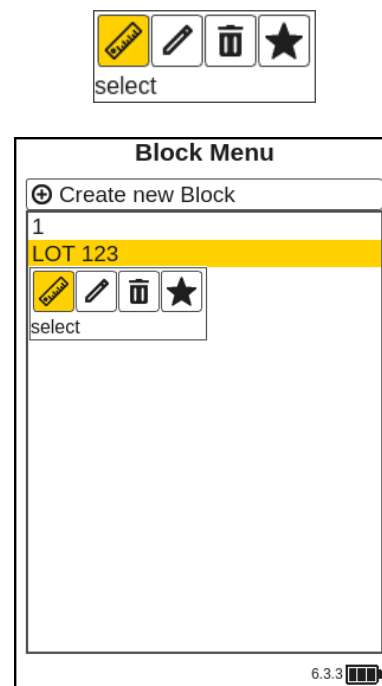 select
Block Menu
Create new Block
1
LOT 123
select
6.3.3